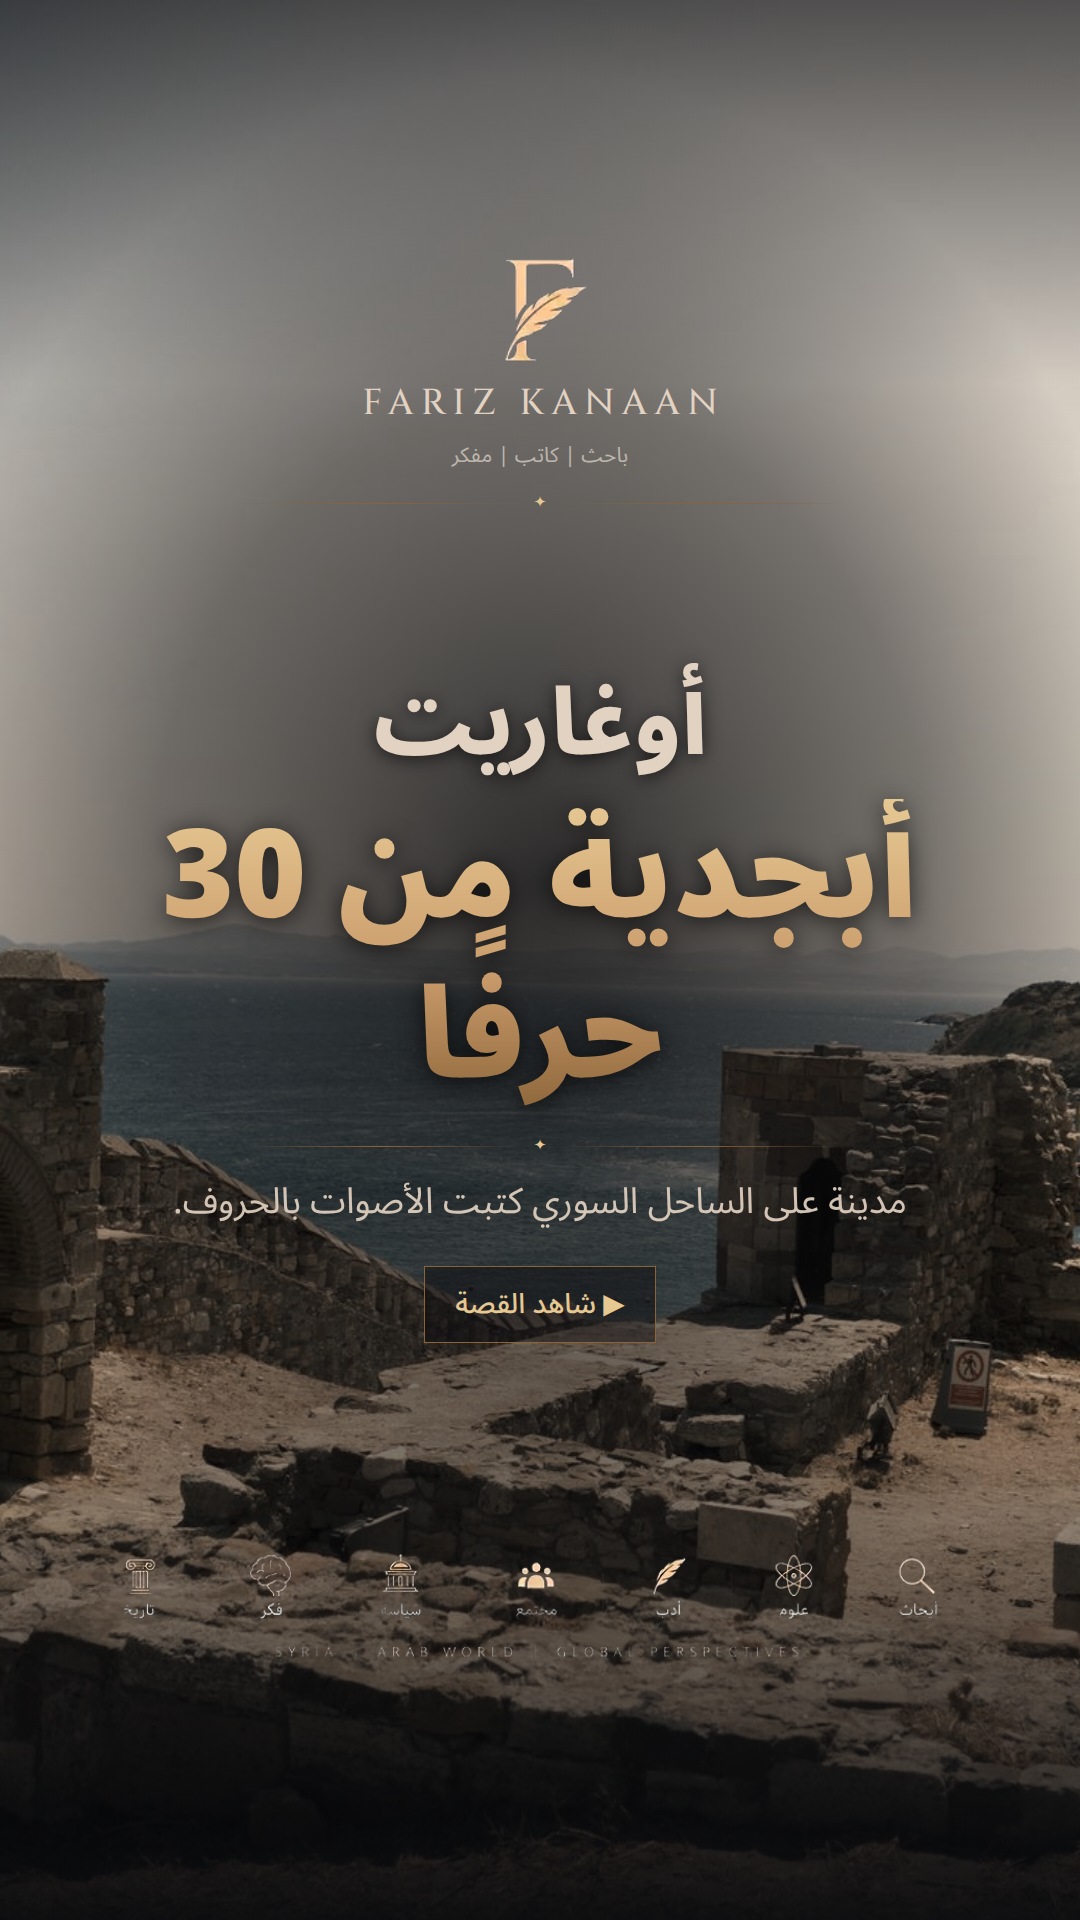 FARIZ KANAAN
باحث | كاتب | مفكر
أوغاريت
أبجدية من 30
حرفًا
مدينة على الساحل السوري كتبت الأصوات بالحروف.
▶ شاهد القصة
أبحاث علوم أدب مجتمع سياسة فكر تاريخ
SYRIA ARAB WORLD | GLOBAL PERSPECTIVES